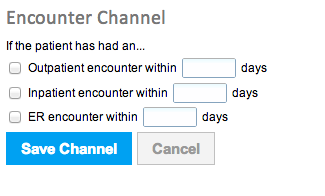 Encounter Channel
If the patient has had an...
Outpatient encounter within days
Inpatient encounter within days
ER encounter within days
Save Channel Cancel